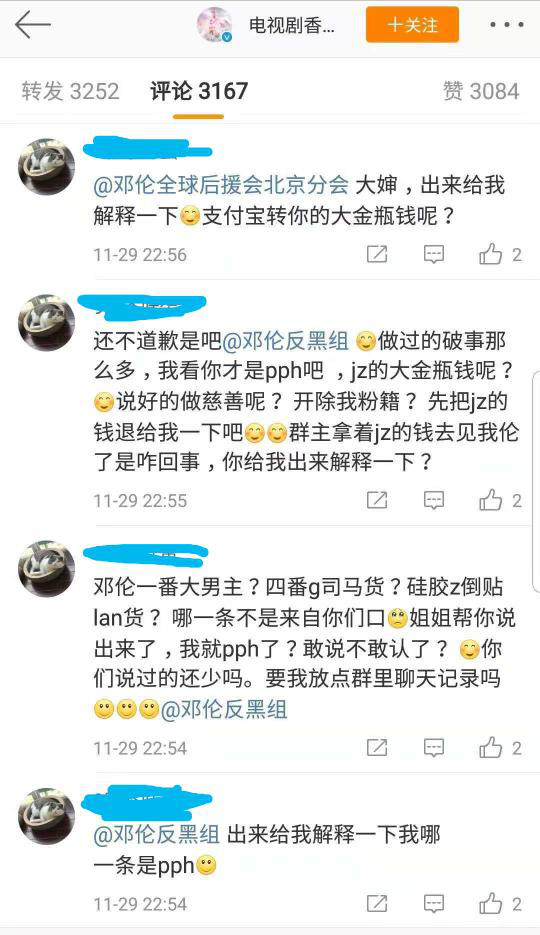 电视剧香...
+关注
转发 3252
评论 3167
赞 3084
@邓伦全球后援会北京分会 大婶，出来给我
解释一下支付宝转你的大金瓶钱呢？
11-29 22:56
2
还不道歉是吧@邓伦反黑组 做过的破事那
么多，我看你才是pph吧 ，jz的大金瓶钱呢？
说好的做慈善呢？ 开除我粉籍？ 先把jz的
钱退给我一下吧群主拿着jz的钱去见我伦
了是咋回事，你给我出来解释一下？
11-29 22:55
2
邓伦一番大男主？四番g司马货？硅胶z倒贴
lan货？ 哪一条不是来自你们口姐姐帮你说
出来了，我就pph了？敢说不敢认了？ 你
们说过的还少吗。要我放点群里聊天记录吗
@邓伦反黑组
11-29 22:54
2
@邓伦反黑组 出来给我解释一下我哪
一条是pph
11-29 22:54
2